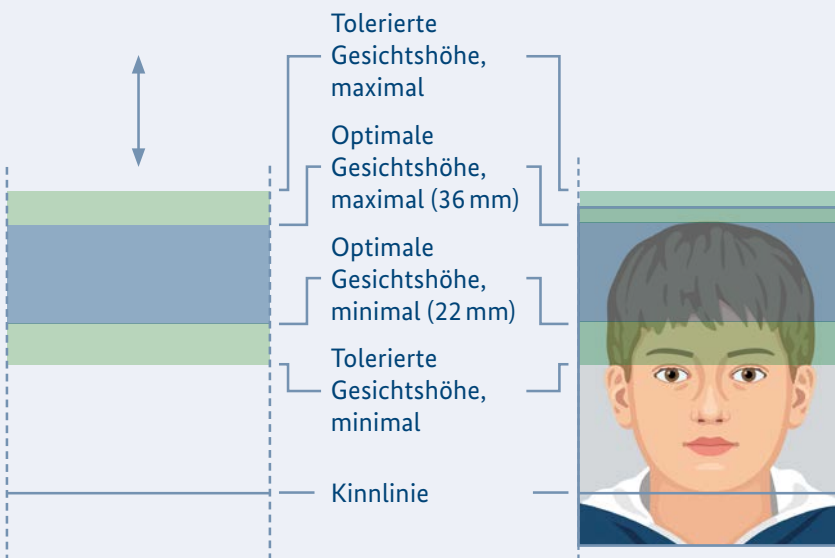 Tolerierte
Gesichtshöhe,
maximal
Optimale
Gesichtshöhe,
maximal (36 mm)
Optimale
Gesichtshöhe,
minimal (22 mm)
Tolerierte
Gesichtshöhe,
minimal
Kinnlinie